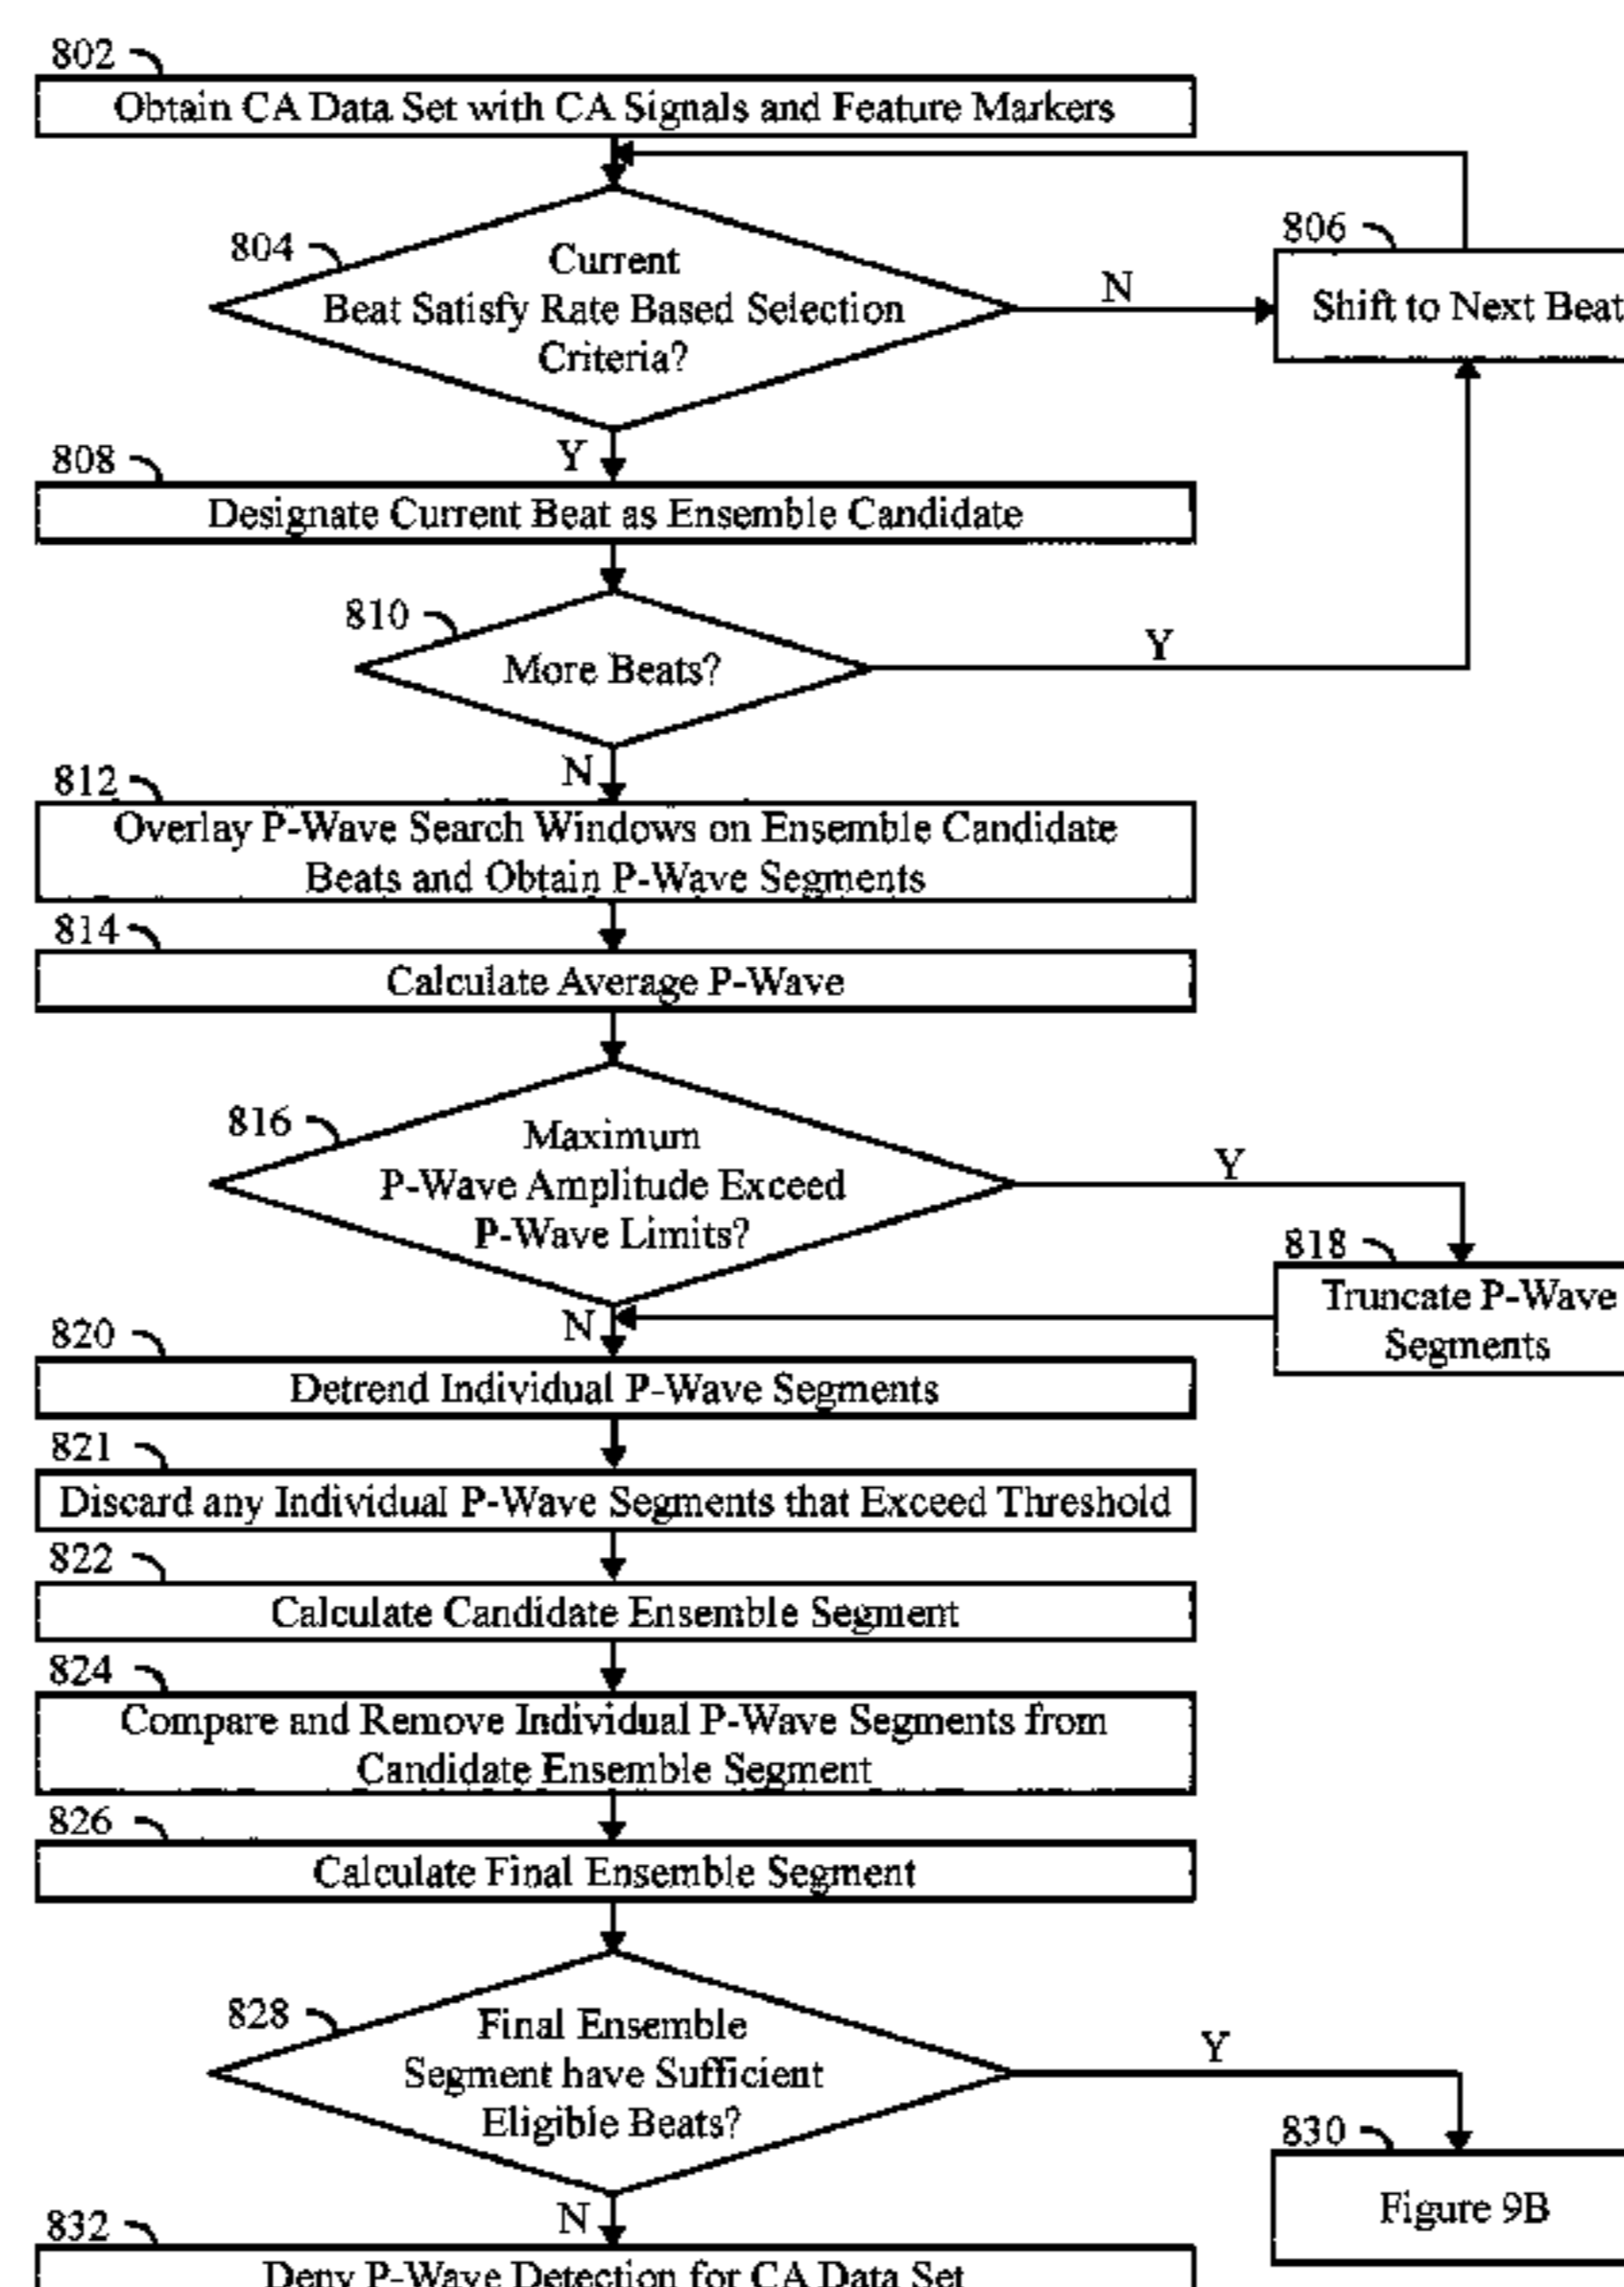 802
Obtain CA Data Set with CA Signals and Feature Markers
804
Current
Beat Satisfy Rate Based Selection
Criteria?
N
806
Shift to Next Beat
Y
808
Designate Current Beat as Ensemble Candidate
810
More Beats?
Y
N
812
Overlay P-Wave Search Windows on Ensemble Candidate
Beats and Obtain P-Wave Segments
814
Calculate Average P-Wave
816
Maximum
P-Wave Amplitude Exceed
P-Wave Limits?
Y
818
Truncate P-Wave
Segments
N
820
Detrend Individual P-Wave Segments
821
Discard any Individual P-Wave Segments that Exceed Threshold
822
Calculate Candidate Ensemble Segment
824
Compare and Remove Individual P-Wave Segments from
Candidate Ensemble Segment
826
Calculate Final Ensemble Segment
828
Final Ensemble
Segment have Sufficient
Eligible Beats?
Y
830
Figure 9B
N
832
Deny P-Wave Detection for CA Data Set